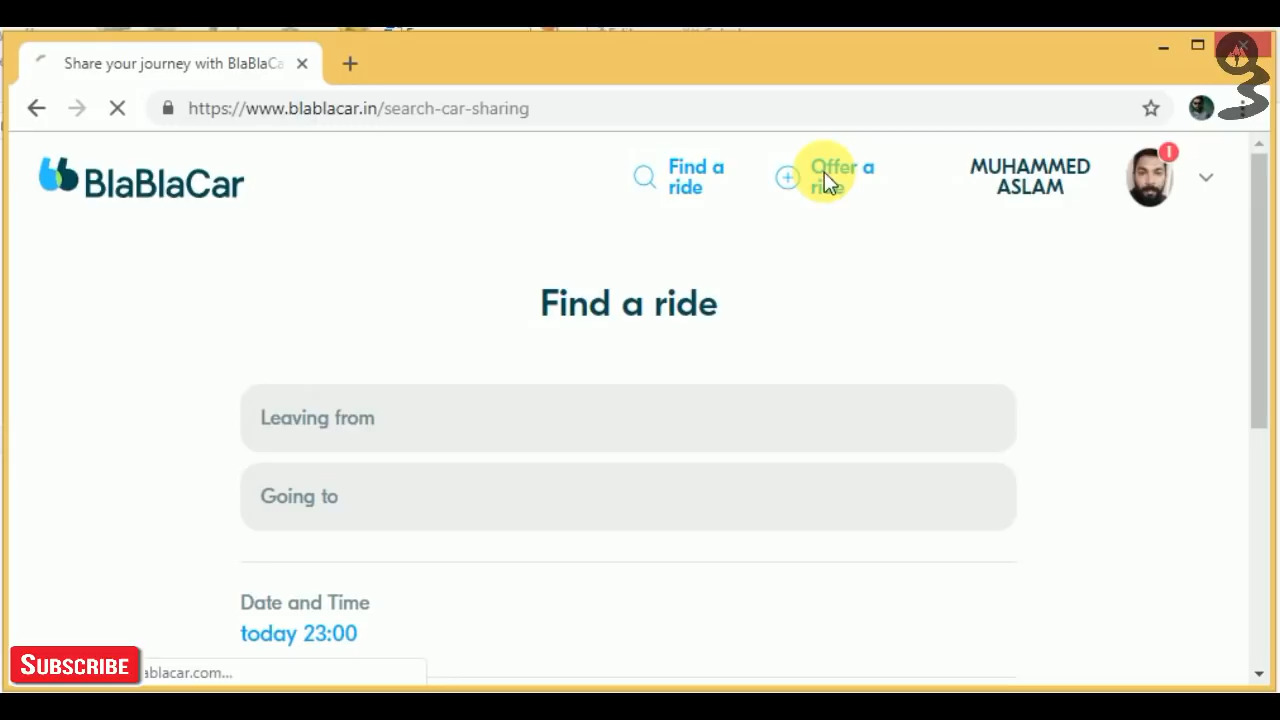 Share your journey with BlaBlaCa
https://www.blablacar.in/search-car-sharing
BlaBlaCar
Find a
ride
Offer a
ride
MUHAMMED
ASLAM
Find a ride
Leaving from
Going to
Date and Time
today 23:00
SUBSCRIBE
ablacar.com...